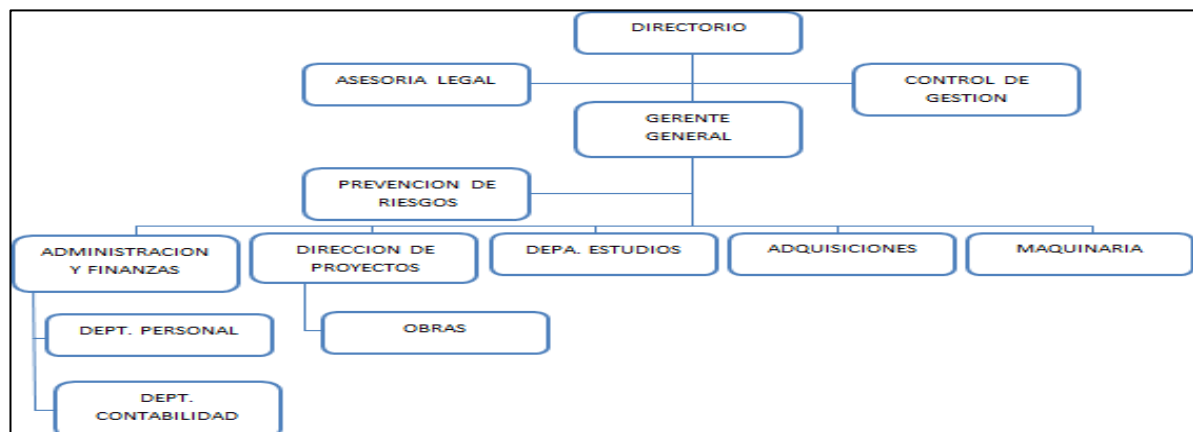 DIRECTORIO
ASESORIA LEGAL
CONTROL DE
GESTION
GERENTE
GENERAL
PREVENCION DE
RIESGOS
ADMINISTRACION
Y FINANZAS
DIRECCION DE
PROYECTOS
DEPA. ESTUDIOS
ADQUISICIONES
MAQUINARIA
DEPT. PERSONAL
OBRAS
DEPT.
CONTABILIDAD